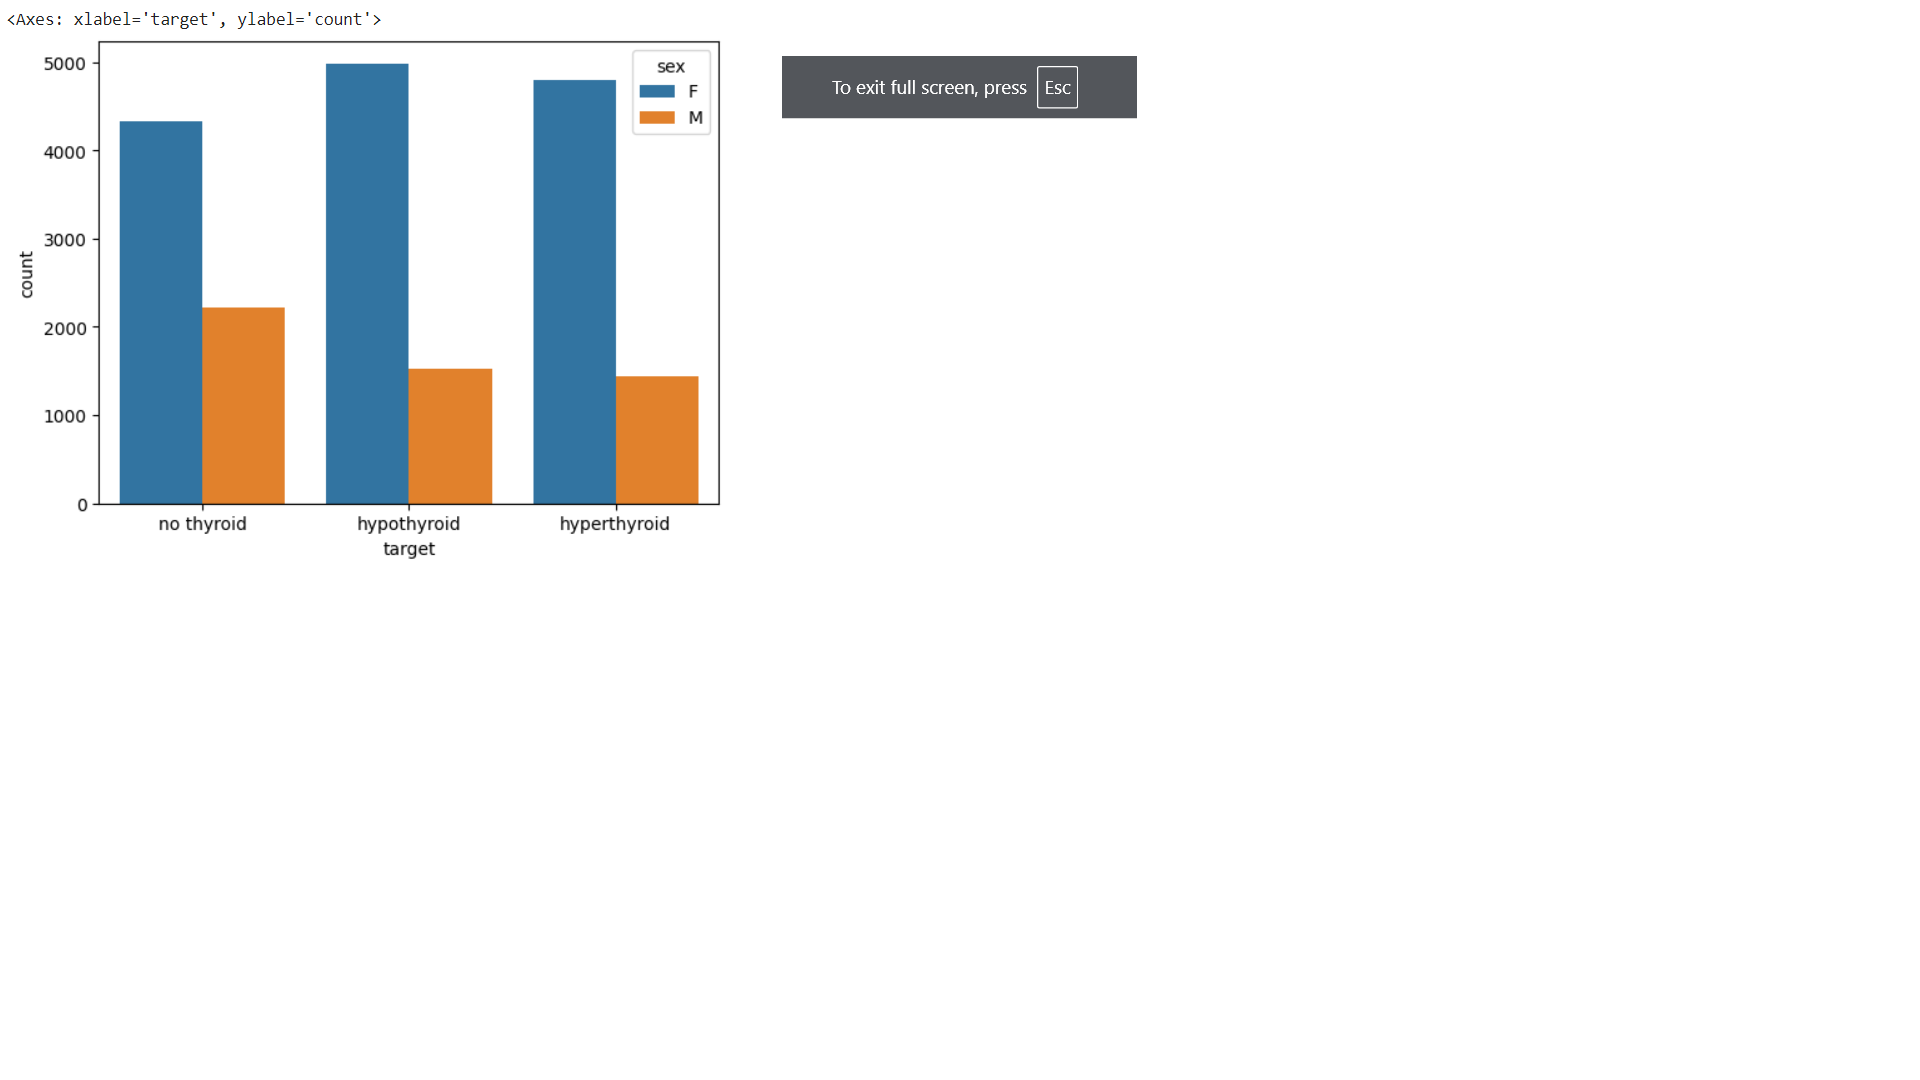 <Axes: xlabel='target', ylabel='count'>
5000
4000
3000
2000
1000
0
count
sex
F
M
no thyroid
hypothyroid
hyperthyroid
target
To exit full screen, press Esc